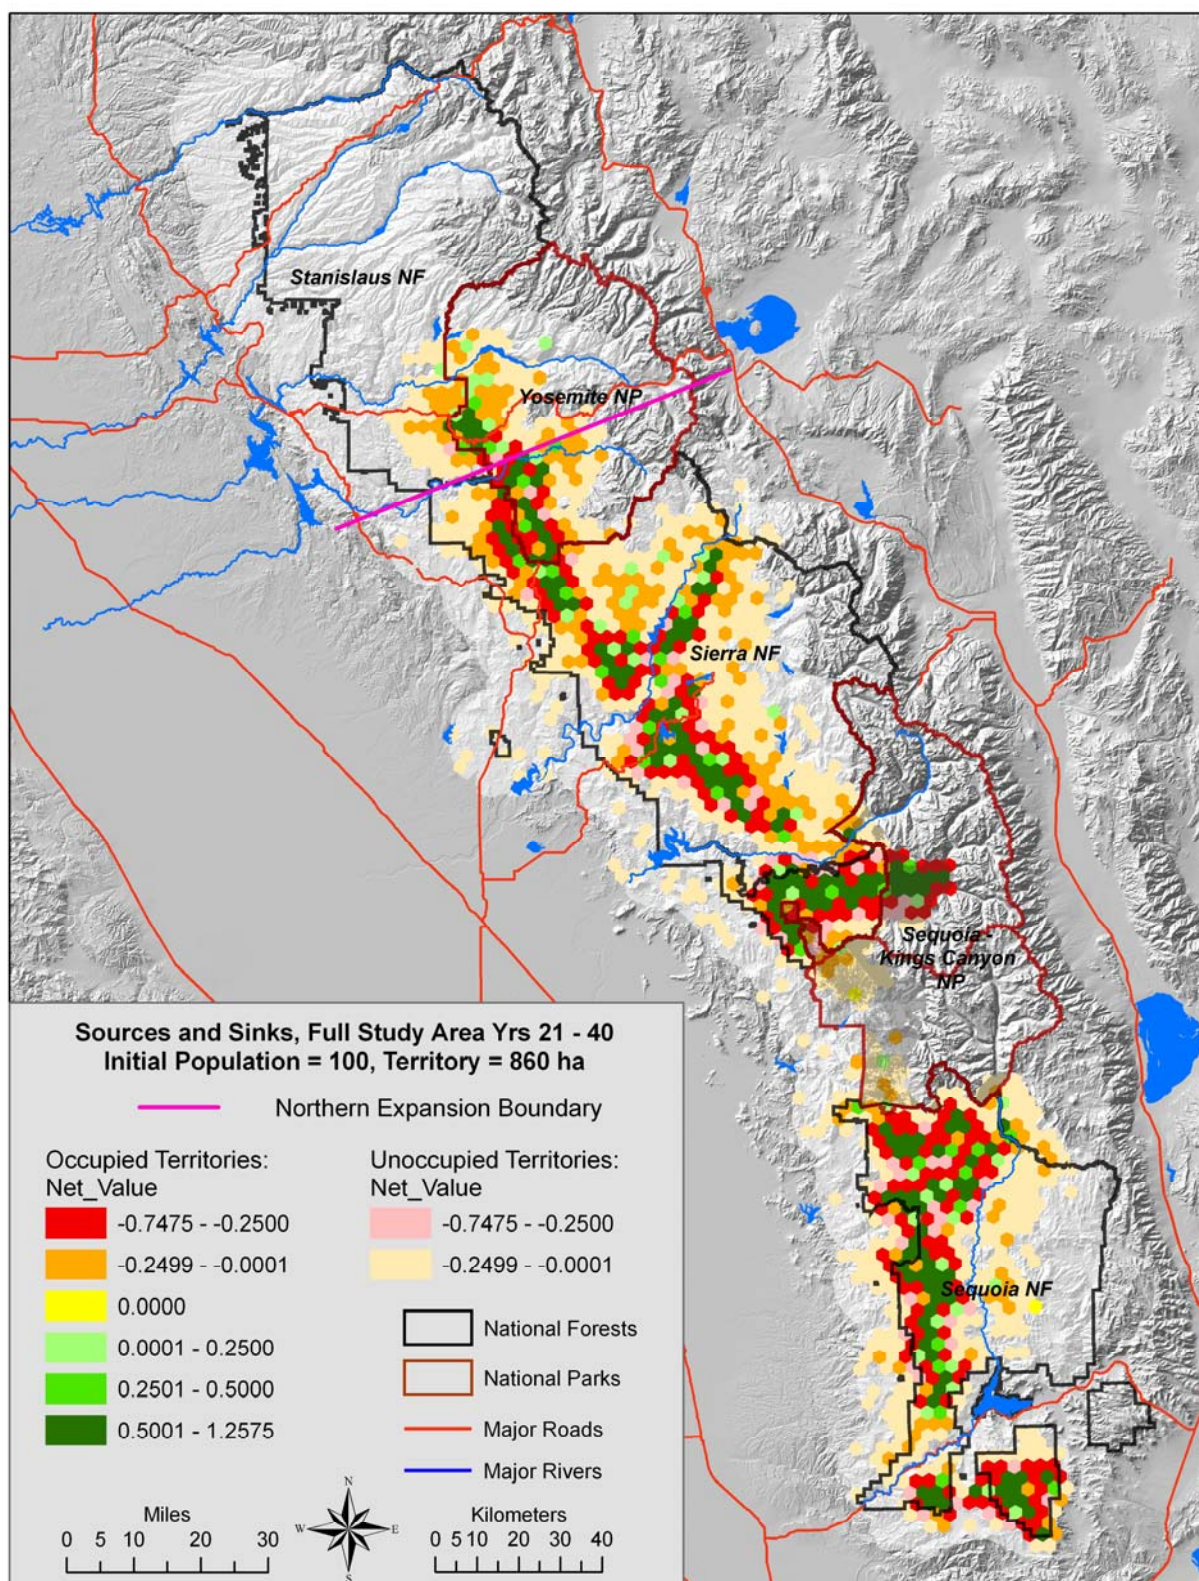 Stanislaus NF
Yosemite NP
Sierra NF
Sequoia -
Kings Canyon
NP
Sequoia NF
Sources and Sinks, Full Study Area Yrs 21 - 40
Initial Population = 100, Territory = 860 ha
Northern Expansion Boundary
Occupied Territories:
Net_Value
-0.7475 - -0.2500
-0.2499 - -0.0001
0.0000
0.0001 - 0.2500
0.2501 - 0.5000
0.5001 - 1.2575
Unoccupied Territories:
Net_Value
-0.7475 - -0.2500
-0.2499 - -0.0001
National Forests
National Parks
Major Roads
Major Rivers
Miles
0 5 10 20 30
N
W E
S
Kilometers
0 5 10 20 30 40